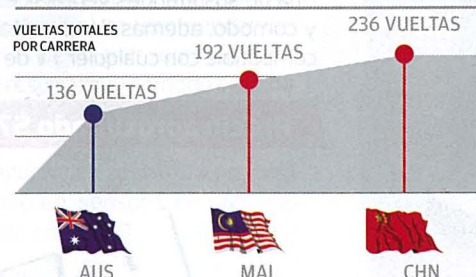 VUELTAS TOTALES
POR CARRERA
136 VUELTAS
192 VUELTAS
236 VUELTAS
AUS
MAL
CHN